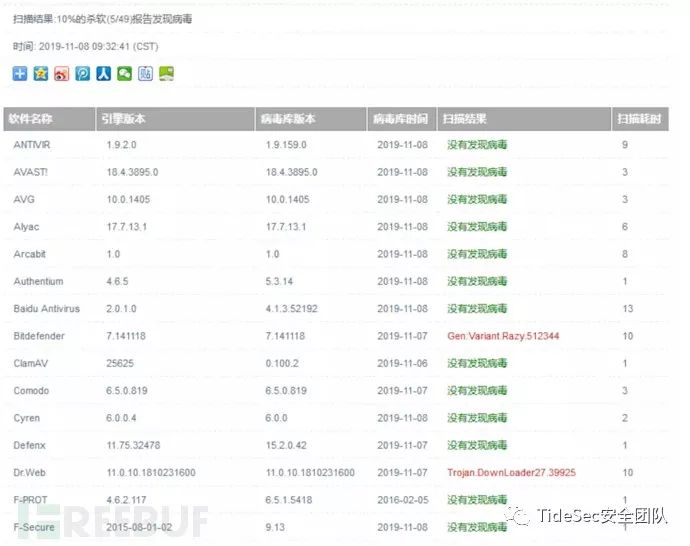 扫描结果:10%的杀软(5/49)报告发现病毒
时间: 2019-11-08 09:32:41 (CST)
软件名称 引擎版本 病毒库版本 病毒库时间 扫描结果 扫描耗时
ANTIVIR 1.9.2.0 1.9.159.0 2019-11-08 没有发现病毒 9
AVAST! 18.4.3895.0 18.4.3895.0 2019-11-08 没有发现病毒 3
AVG 10.0.1405 10.0.1405 2019-11-08 没有发现病毒 3
Alyac 17.7.13.1 17.7.13.1 2019-11-08 没有发现病毒 6
Arcabit 1.0 1.0 2019-11-08 没有发现病毒 8
Authentium 4.6.5 5.3.14 2019-11-08 没有发现病毒 1
Baidu Antivirus 2.0.1.0 4.1.3.52192 2019-11-08 没有发现病毒 13
Bitdefender 7.141118 7.141118 2019-11-07 Gen:Variant.Razy.512344 10
ClamAV 25625 0.100.2 2019-11-06 没有发现病毒 1
Comodo 6.5.0.819 6.5.0.819 2019-11-07 没有发现病毒 3
Cyren 6.0.0.4 6.0.0 2019-11-08 没有发现病毒 2
Defenx 11.75.32478 15.2.0.42 2019-11-07 没有发现病毒 1
Dr.Web 11.0.10.1810231600 11.0.10.1810231600 2019-11-07 Trojan.DownLoader27.39925 10
F-PROT 4.6.2.117 6.5.1.5418 2016-02-05 没有发现病毒 1
F-Secure 2015-08-01-02 9.13 2019-11-08 没有发现病毒 1
FREEBUF
TideSec安全团队